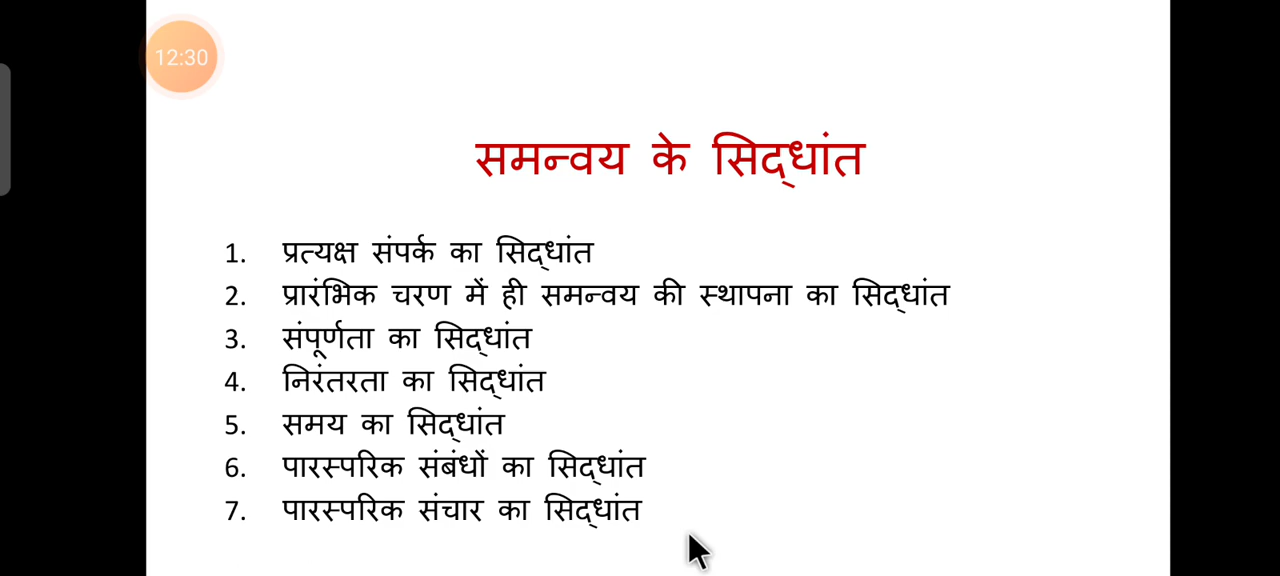 12:30
समन्वय के सिद्धांत
1. प्रत्यक्ष संपर्क का सिद्धांत
2. प्रारंभिक चरण में ही समन्वय की स्थापना का सिद्धांत
3. संपूर्णता का सिद्धांत
4. निरंतरता का सिद्धांत
5. समय का सिद्धांत
6. पारस्परिक संबंधों का सिद्धांत
7. पारस्परिक संचार का सिद्धांत